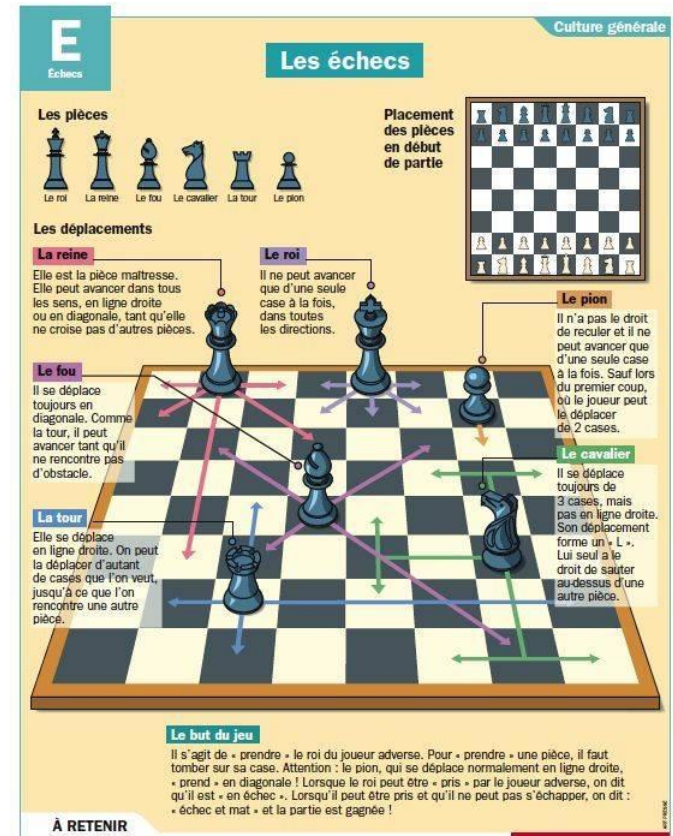 E
Échecs
Culture générale
Les échecs
Les pièces
Le roi
La reine
Le fou
Le cavalier
La tour
Le pion
Placement
des pièces
en début
de partie
Les déplacements
La reine
Elle est la pièce maîtresse.
Elle peut avancer dans tous
les sens, en ligne droite
ou en diagonale, tant qu'elle
ne croise pas d'autres pièces.
Le roi
Il ne peut avancer
que d'une seule
case à la fois,
dans toutes
les directions.
Le pion
Il n'a pas le droit
de reculer et il ne
peut avancer que
d'une seule case
à la fois. Sauf lors
du premier coup,
où le joueur peut
le déplacer
de 2 cases.
Le fou
Il se déplace
toujours en
diagonale. Comme
la tour, il peut
avancer tant qu'il
ne rencontre pas
d'obstacle.
Le cavalier
Il se déplace
toujours de
3 cases, mais
pas en ligne droite.
Son déplacement
forme un « L ».
Lui seul a le
droit de sauter
au-dessus d'une
autre pièce.
La tour
Elle se déplace
en ligne droite. On peut
la déplacer d'autant
de cases que l'on veut,
jusqu'à ce que l'on
rencontre une autre
pièce.
Le but du jeu
Il s'agit de « prendre » le roi du joueur adverse. Pour « prendre » une pièce, il faut
tomber sur sa case. Attention : le pion, qui se déplace normalement en ligne droite,
« prend » en diagonale ! Lorsque le roi peut être « pris » par le joueur adverse, on dit
qu'il est « en échec ». Lorsqu'il peut être pris et qu'il ne peut pas s'échapper, on dit :
« échec et mat » et la partie est gagnée !
À RETENIR